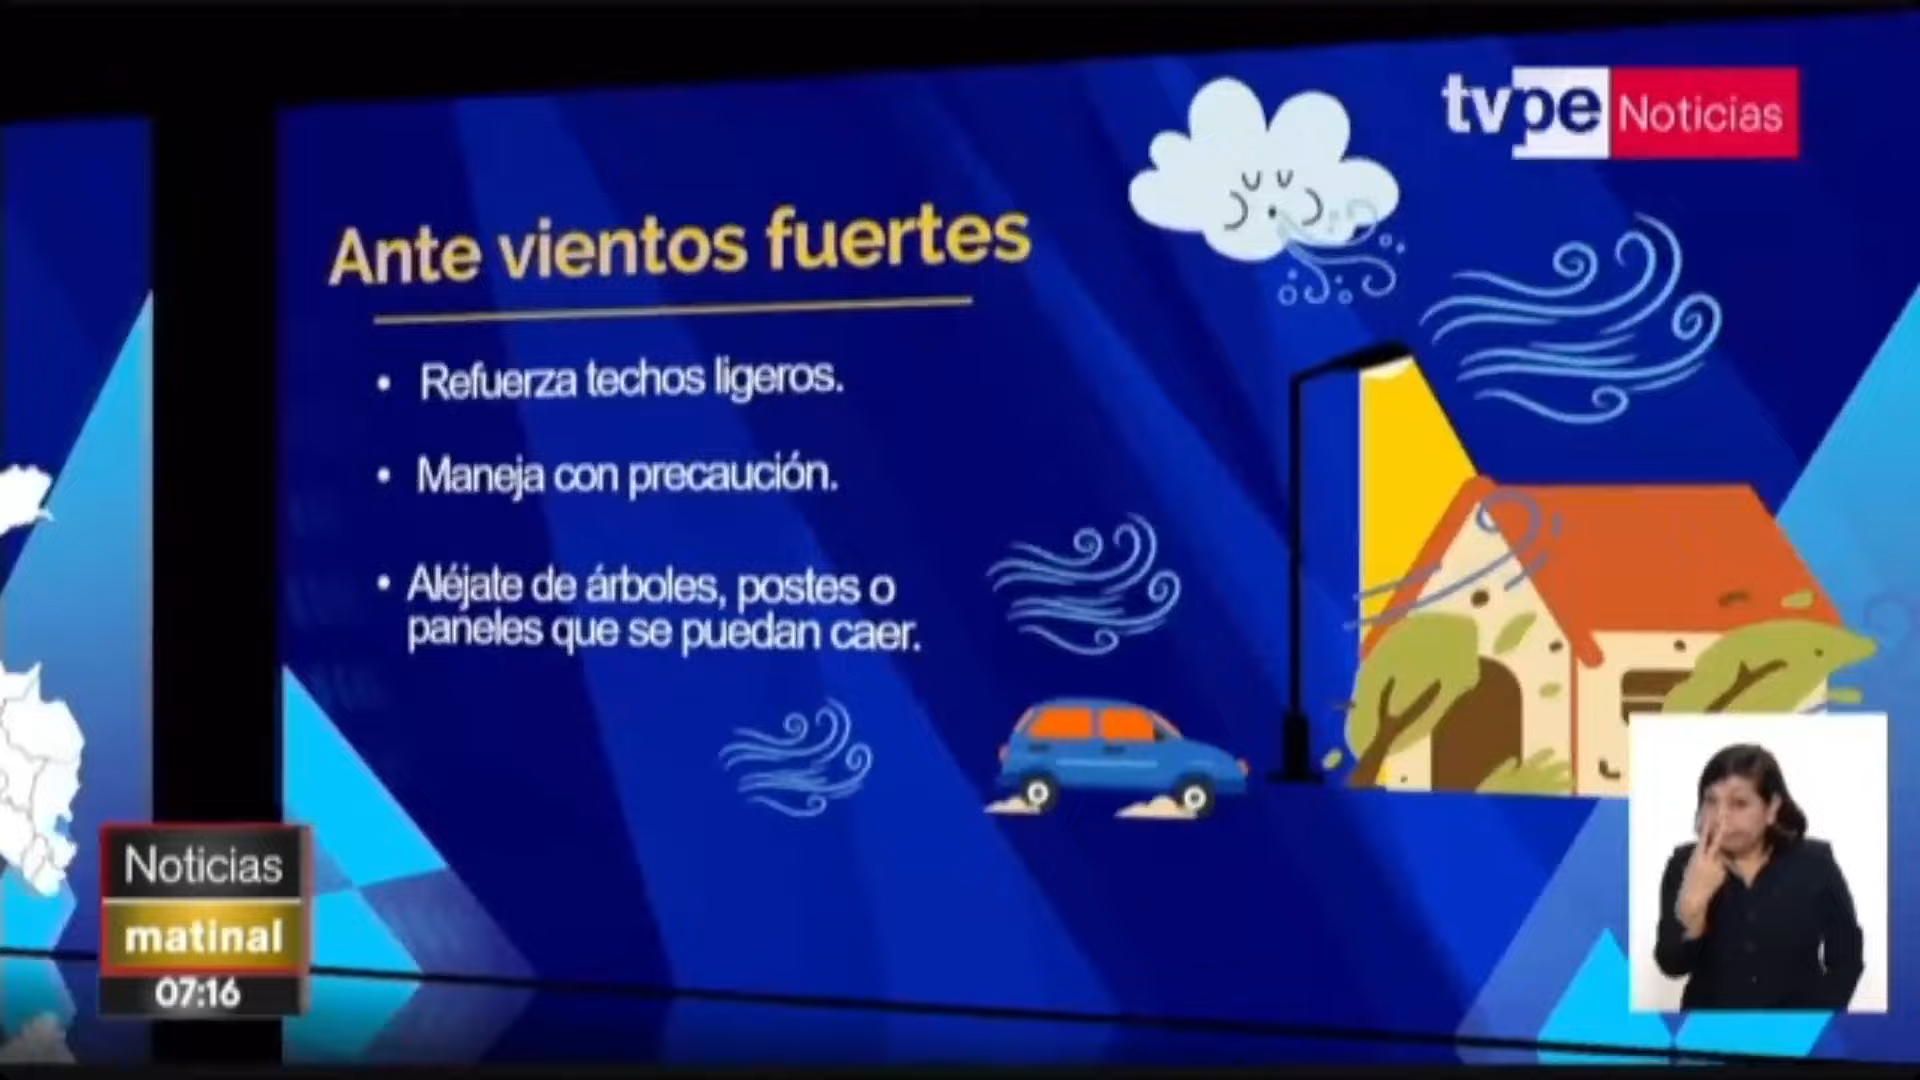 tvpe Noticias
Ante vientos fuertes
• Refuerza techos ligeros.
• Maneja con precaución.
• Aléjate de árboles, postes o
paneles que se puedan caer.
Noticias
matinal
07:16